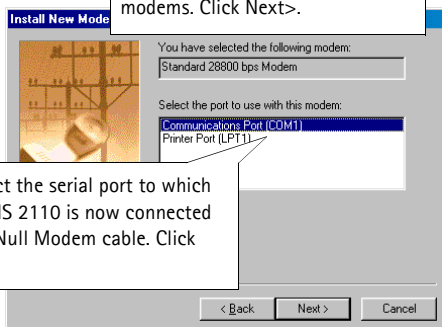 modems. Click Next>.
Install New Mode
You have selected the following modem:
Standard 28800 bps Modem
Select the port to use with this modem:
Communications Port (COM1)
Printer Port (LPT1)
ct the serial port to which
IS 2110 is now connected
Null Modem cable. Click
< Back
Next >
Cancel